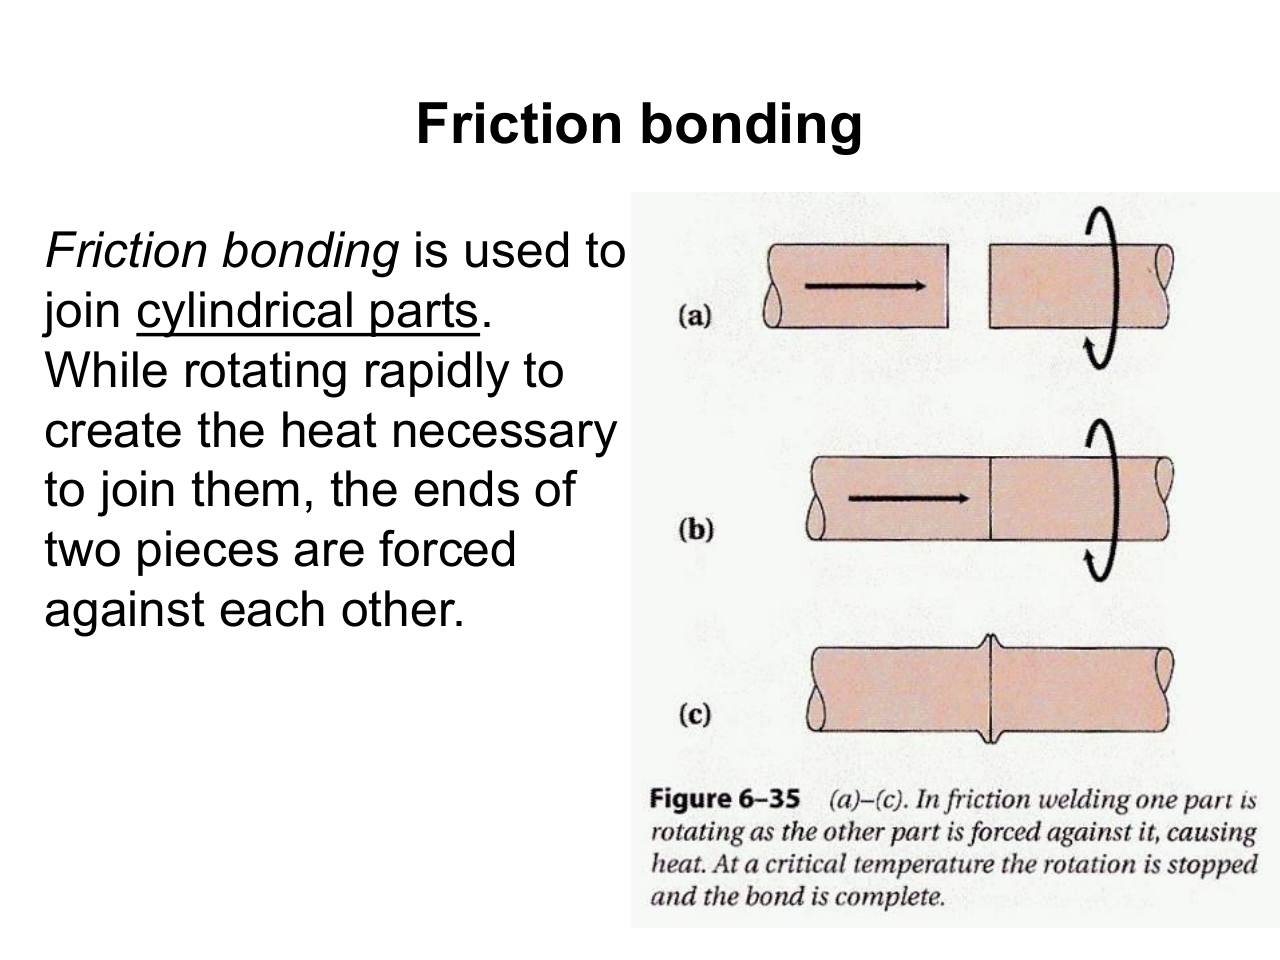 Friction bonding
Friction bonding is used to
join cylindrical parts.
While rotating rapidly to
create the heat necessary
to join them, the ends of
two pieces are forced
against each other.
(a)
(b)
(c)
Figure 6–35 (a)–(c). In friction welding one part is
rotating as the other part is forced against it, causing
heat. At a critical temperature the rotation is stopped
and the bond is complete.